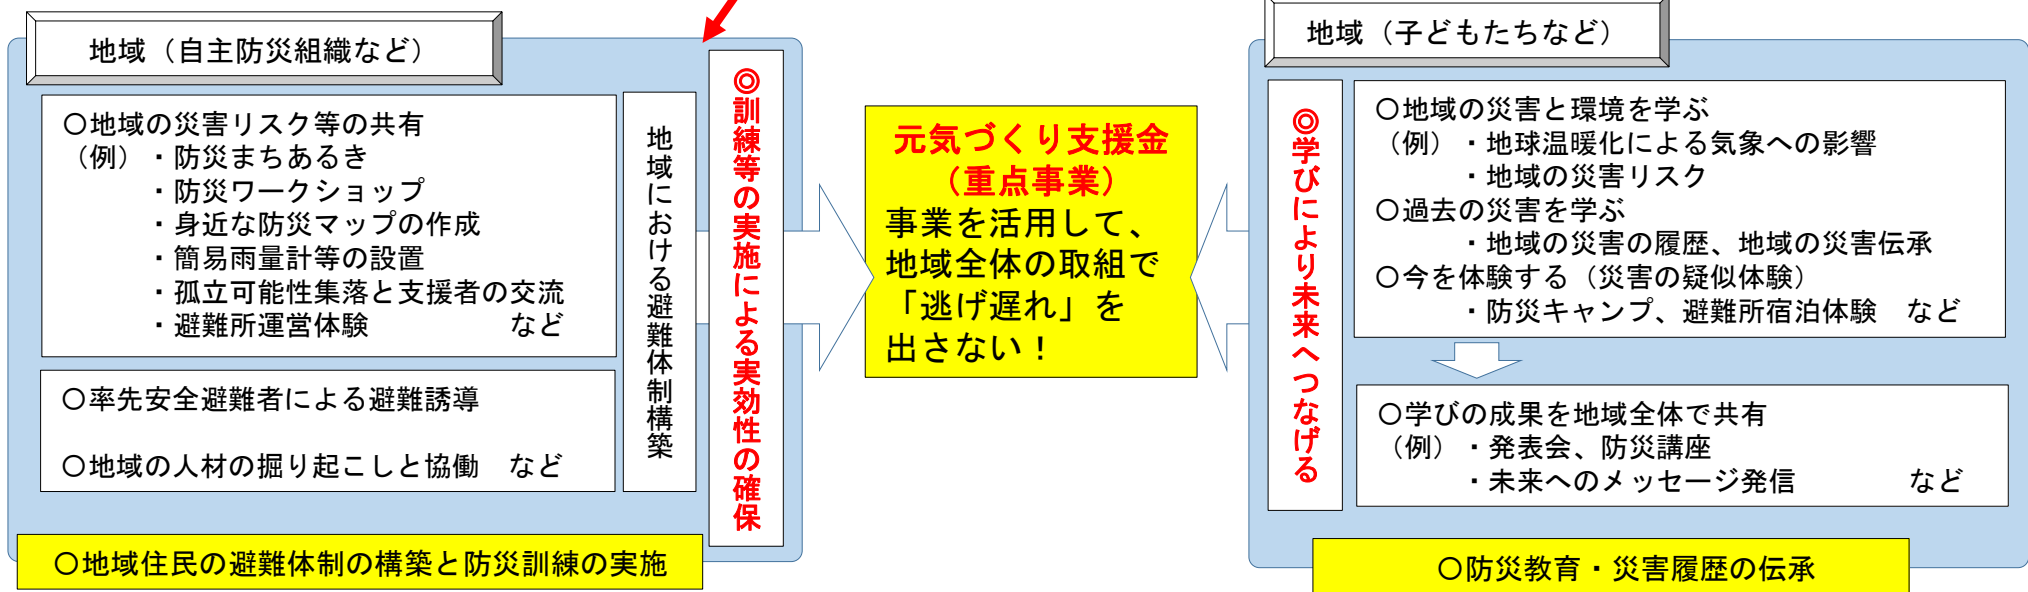 地域（自主防災組織など）
〇地域の災害リスク等の共有
（例）・防災まちあるき
・防災ワークショップ
・身近な防災マップの作成
・簡易雨量計等の設置
・孤立可能性集落と支援者の交流
・避難所運営体験　など
〇率先安全避難者による避難誘導
〇地域の人材の掘り起こしと協働　など
地域における避難体制構築
◎訓練等の実施による実効性の確保
〇地域住民の避難体制の構築と防災訓練の実施
元気づくり支援金
（重点事業）
事業を活用して、
地域全体の取組で
「逃げ遅れ」を
出さない！
地域（子どもたちなど）
◎学びにより未来へつなげる
〇地域の災害と環境を学ぶ
（例）・地球温暖化による気象への影響
・地域の災害リスク
〇過去の災害を学ぶ
・地域の災害の履歴、地域の災害伝承
〇今を体験する（災害の疑似体験）
・防災キャンプ、避難所宿泊体験　など
〇学びの成果を地域全体で共有
（例）・発表会、防災講座
・未来へのメッセージ発信　など
〇防災教育・災害履歴の伝承